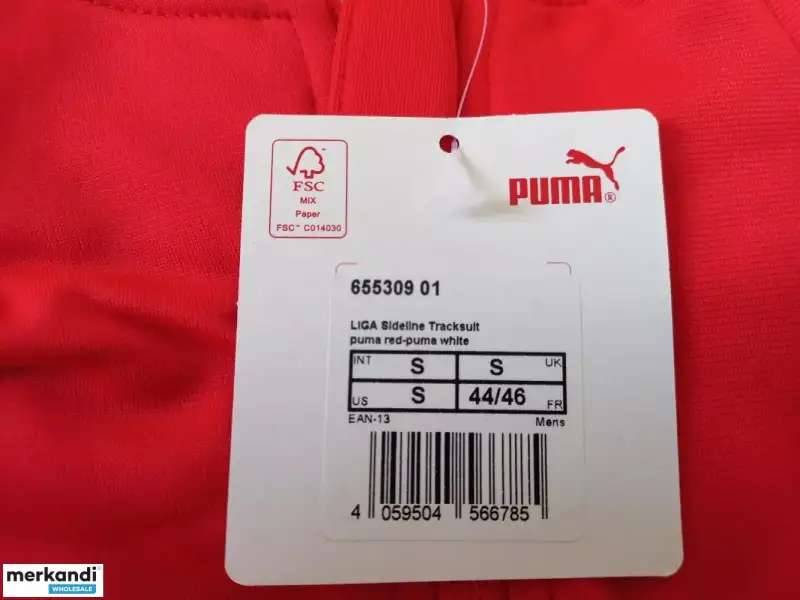 FSC
MIX
Paper
FSC™ C014030
PUMA®
655309 01
LIGA Sideline Tracksuit
puma red-puma white
INT S S UK
US S 44/46 FR
EAN-13 Mens
4 059504 566785
merkandi
WHOLESALE